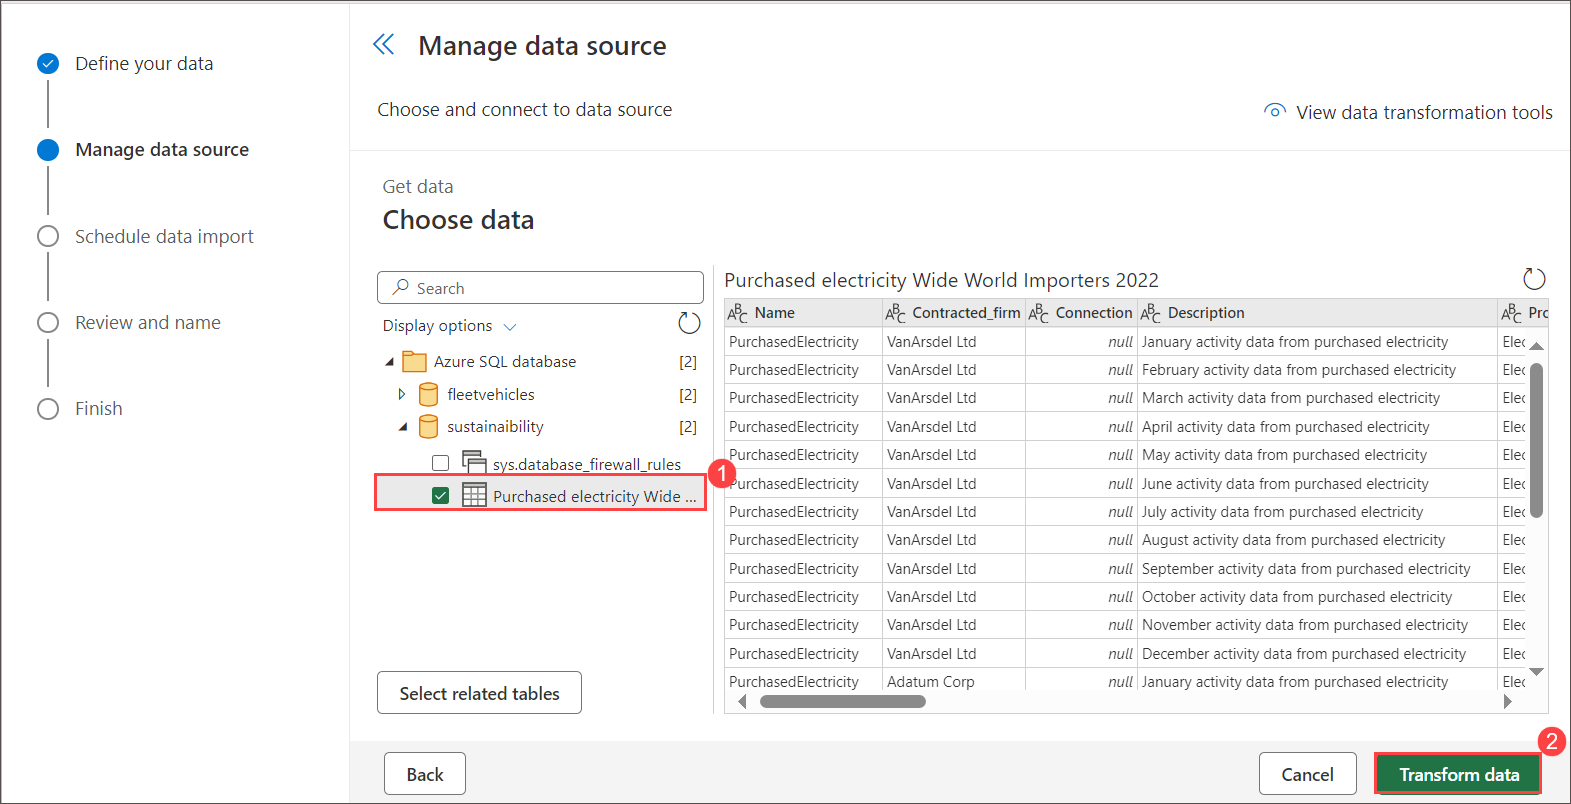 Define your data
Manage data source
Schedule data import
Review and name
Finish
Manage data source
Choose and connect to data source
View data transformation tools
Get data
Choose data
Search
Display options
Azure SQL database [2]
fleetvehicles [2]
sustainaibility [2]
sys.database_firewall_rules
Purchased electricity Wide ...
1
Select related tables
Purchased electricity Wide World Importers 2022
ABC Name ABC Contracted_firm ABC Connection ABC Description ABC Prc
PurchasedElectricity VanArsdel Ltd null January activity data from purchased electricity Elec
PurchasedElectricity VanArsdel Ltd null February activity data from purchased electricity Elec
PurchasedElectricity VanArsdel Ltd null March activity data from purchased electricity Elec
PurchasedElectricity VanArsdel Ltd null April activity data from purchased electricity Elec
PurchasedElectricity VanArsdel Ltd null May activity data from purchased electricity Elec
PurchasedElectricity VanArsdel Ltd null June activity data from purchased electricity Elec
PurchasedElectricity VanArsdel Ltd null July activity data from purchased electricity Elec
PurchasedElectricity VanArsdel Ltd null August activity data from purchased electricity Elec
PurchasedElectricity VanArsdel Ltd null September activity data from purchased electricity Elec
PurchasedElectricity VanArsdel Ltd null October activity data from purchased electricity Elec
PurchasedElectricity VanArsdel Ltd null November activity data from purchased electricity Elec
PurchasedElectricity VanArsdel Ltd null December activity data from purchased electricity Elec
PurchasedElectricity Adatum Corp null January activity data from purchased electricity Elec
Back
Cancel
Transform data
2